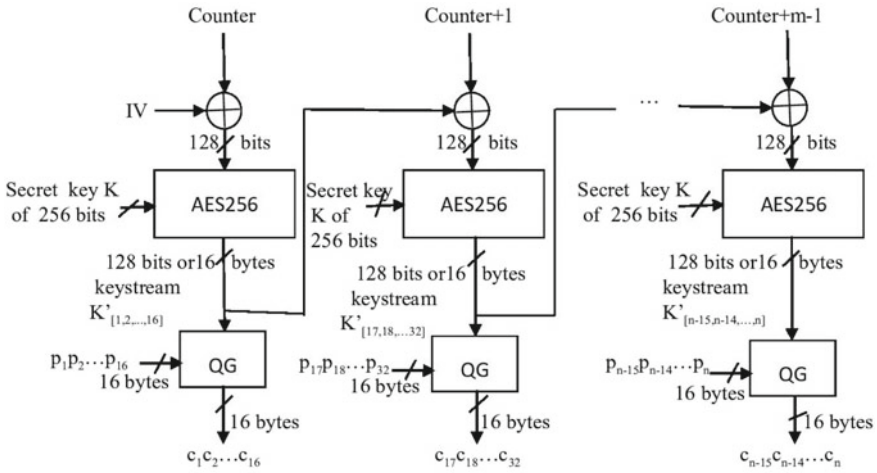 Counter Counter+1 Counter+m-1
IV ...
128 bits 128 bits 128 bits
Secret key K
of 256 bits
AES256
Secret key
K of
256 bits
AES256
Secret key K
of 256 bits
AES256
128 bits or16 bytes
keystream
K’[1,2,...,16]
128 bits or16 bytes
keystream
K’[17,18,...32]
128 bits or16 bytes
keystream
K’[n-15,n-14,...,n]
p1p2…p16
16 bytes
QG
p17p18…p32
16 bytes
QG
pn-15pn-14…pn
16 bytes
QG
16 bytes 16 bytes 16 bytes
c1c2…c16 c17c18…c32 cn-15cn-14…cn